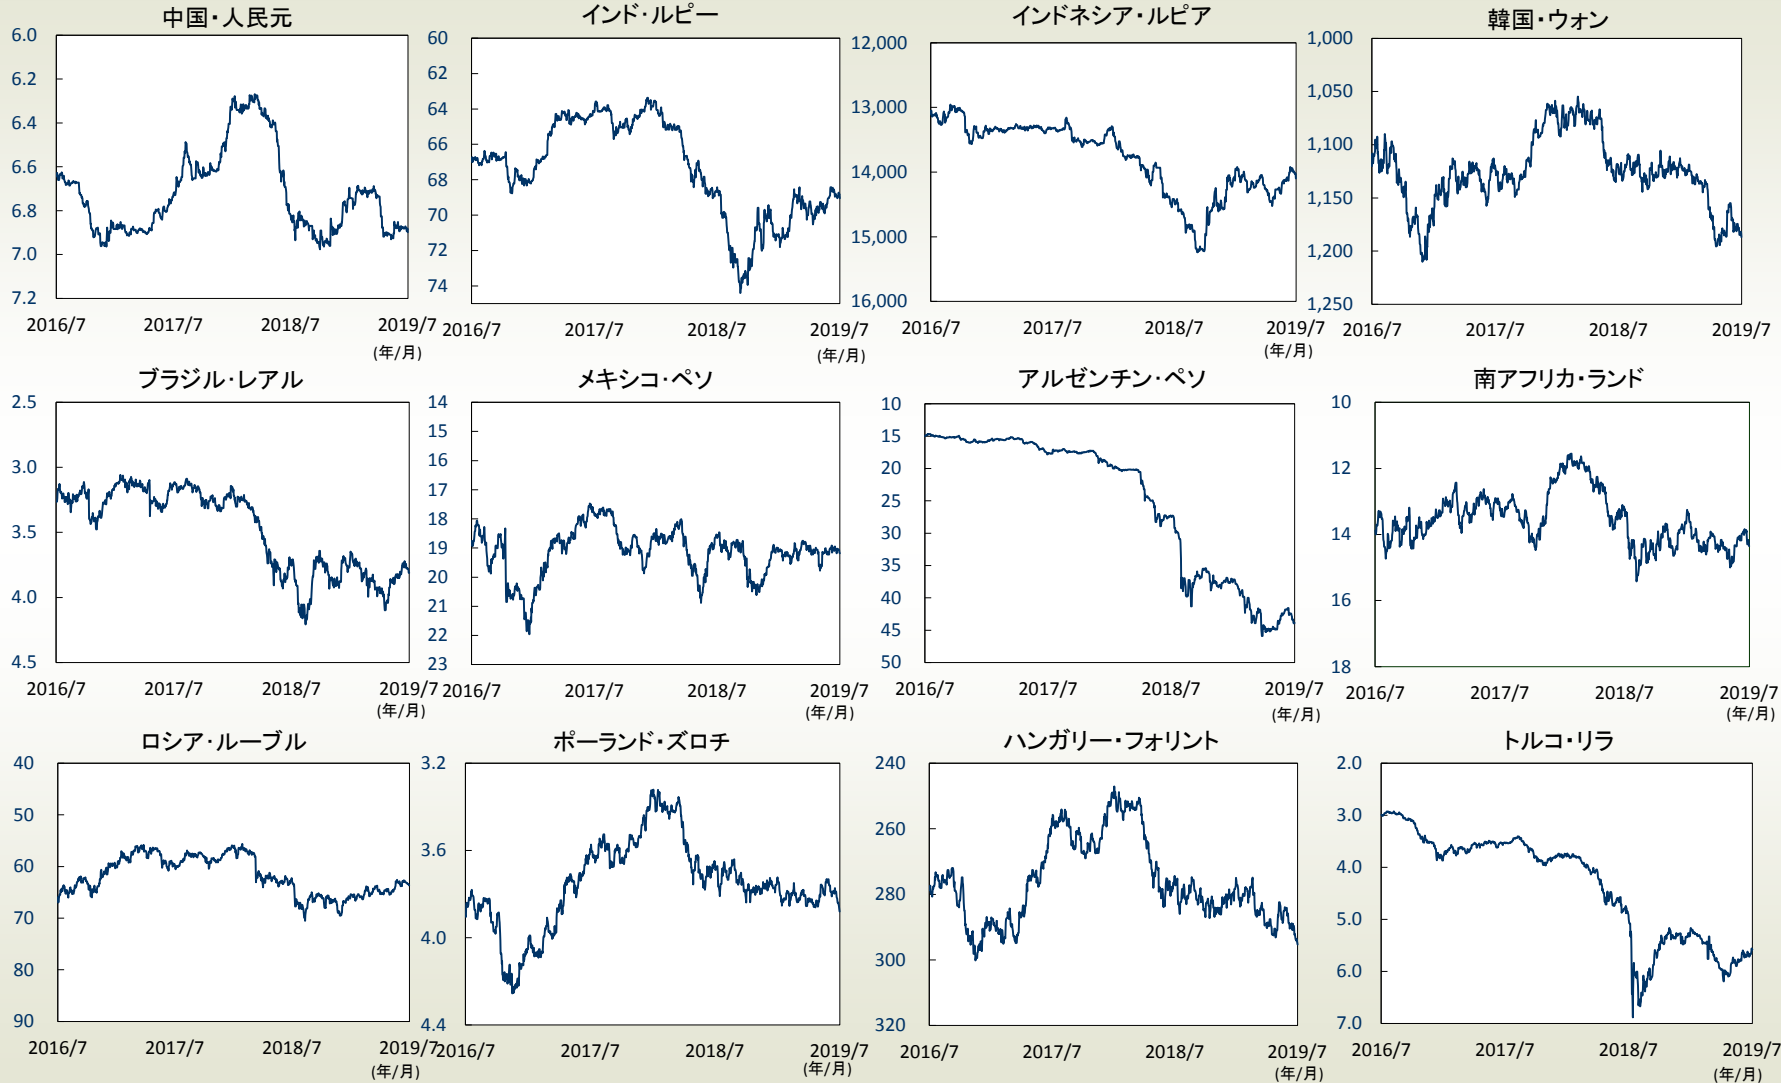 中国・人民元
6.0
6.2
6.4
6.6
6.8
7.0
7.2
2016/7 2017/7 2018/7 2019/7
(年/月)
インド・ルピー
60
62
64
66
68
70
72
74
2016/7 2017/7 2018/7 2019/7
(年/月)
インドネシア・ルピア
12,000
13,000
14,000
15,000
16,000
2016/7 2017/7 2018/7 2019/7
(年/月)
韓国・ウォン
1,000
1,050
1,100
1,150
1,200
1,250
2016/7 2017/7 2018/7 2019/7
(年/月)
ブラジル・レアル
2.5
3.0
3.5
4.0
4.5
2016/7 2017/7 2018/7 2019/7
(年/月)
メキシコ・ペソ
14
15
16
17
18
19
20
21
22
23
2016/7 2017/7 2018/7 2019/7
(年/月)
アルゼンチン・ペソ
10
15
20
25
30
35
40
45
50
2016/7 2017/7 2018/7 2019/7
(年/月)
南アフリカ・ランド
10
12
14
16
18
2016/7 2017/7 2018/7 2019/7
(年/月)
ロシア・ルーブル
40
50
60
70
80
90
2016/7 2017/7 2018/7 2019/7
(年/月)
ポーランド・ズロチ
3.2
3.6
4.0
4.4
2016/7 2017/7 2018/7 2019/7
(年/月)
ハンガリー・フォリント
240
260
280
300
320
2016/7 2017/7 2018/7 2019/7
(年/月)
トルコ・リラ
2.0
3.0
4.0
5.0
6.0
7.0
2016/7 2017/7 2018/7 2019/7
(年/月)